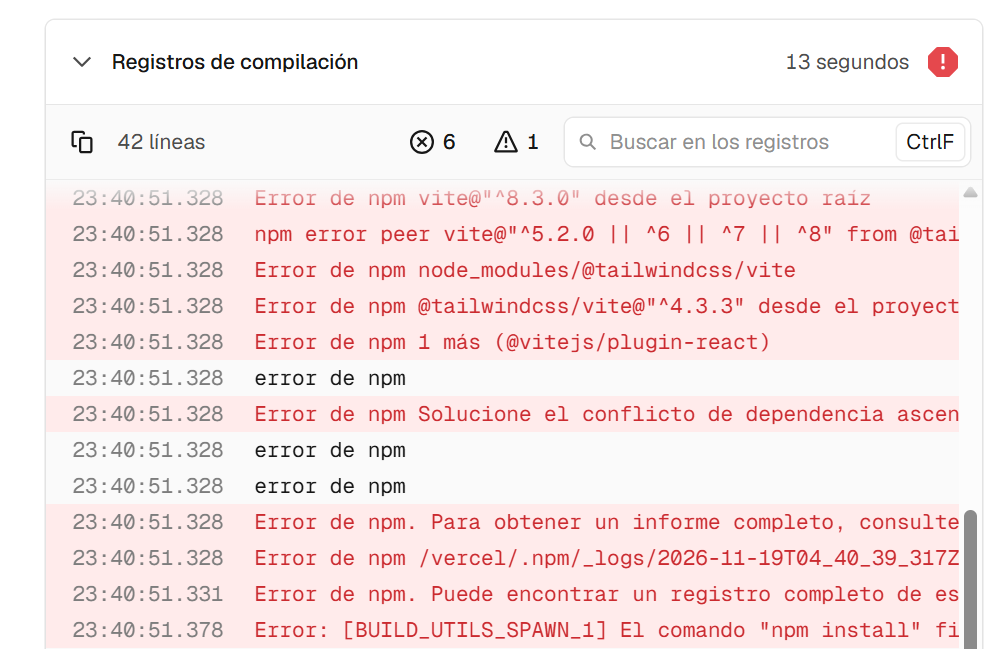 Registros de compilación
13 segundos
42 líneas
6
1
Buscar en los registros
CtrlF
23:40:51.328 Error de npm vite@"^8.3.0" desde el proyecto raíz
23:40:51.328 npm error peer vite@"^5.2.0 || ^6 || ^7 || ^8" from @tai
23:40:51.328 Error de npm node_modules/@tailwindcss/vite
23:40:51.328 Error de npm @tailwindcss/vite@"^4.3.3" desde el proyect
23:40:51.328 Error de npm 1 más (@vitejs/plugin-react)
23:40:51.328 error de npm
23:40:51.328 Error de npm Solucione el conflicto de dependencia ascen
23:40:51.328 error de npm
23:40:51.328 error de npm
23:40:51.328 Error de npm. Para obtener un informe completo, consulte
23:40:51.328 Error de npm /vercel/.npm/_logs/2026-11-19T04_40_39_317Z
23:40:51.331 Error de npm. Puede encontrar un registro completo de es
23:40:51.378 Error: [BUILD_UTILS_SPAWN_1] El comando "npm install" fi